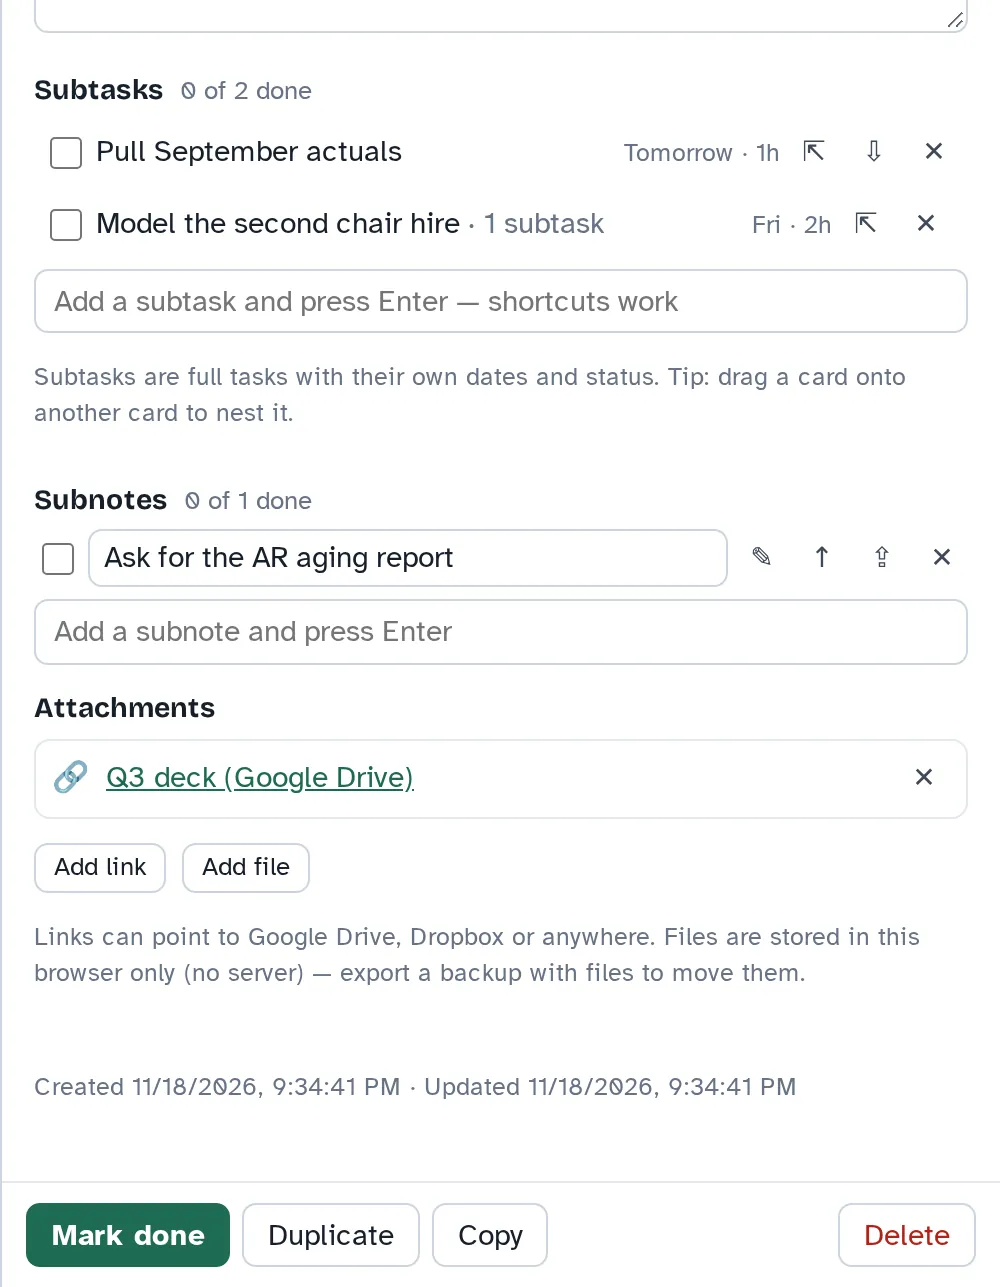 Subtasks 0 of 2 done
Pull September actuals Tomorrow · 1h ⇱ ⇩ ✕
Model the second chair hire · 1 subtask Fri · 2h ⇱ ✕
Add a subtask and press Enter — shortcuts work
Subtasks are full tasks with their own dates and status. Tip: drag a card onto
another card to nest it.
Subnotes 0 of 1 done
Ask for the AR aging report ✎ ↑ ⇪ ✕
Add a subnote and press Enter
Attachments
🔗 Q3 deck (Google Drive) ✕
Add link Add file
Links can point to Google Drive, Dropbox or anywhere. Files are stored in this
browser only (no server) — export a backup with files to move them.
Created 11/18/2026, 9:34:41 PM · Updated 11/18/2026, 9:34:41 PM
Mark done Duplicate Copy Delete